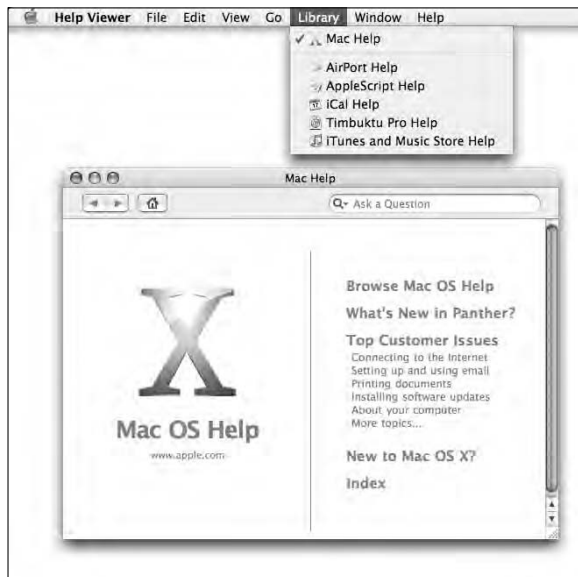 Help Viewer File Edit View Go Library Window Help
✓ Mac Help
AirPort Help
AppleScript Help
iCal Help
Timbuktu Pro Help
iTunes and Music Store Help
Mac Help
Ask a Question
X
Mac OS Help
www.apple.com
Browse Mac OS Help
What's New in Panther?
Top Customer Issues
Connecting to the Internet
Setting up and using email
Printing documents
Installing software updates
About your computer
More topics...
New to Mac OS X?
Index